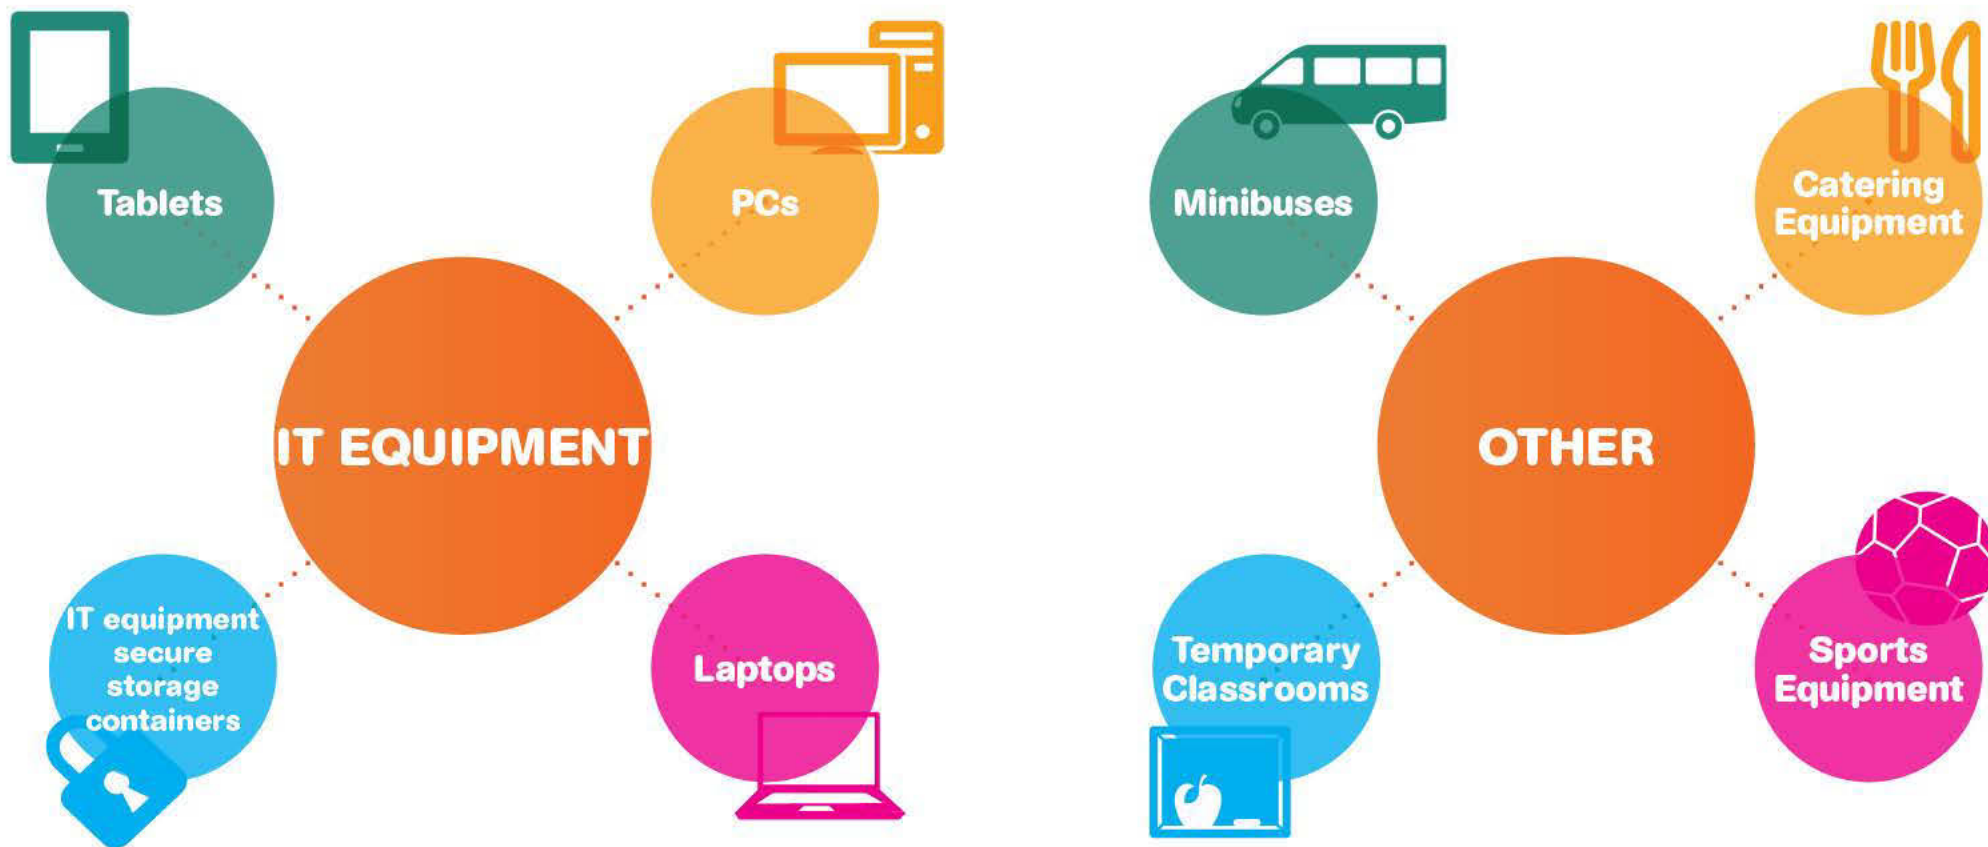 Tablets
PCs
IT EQUIPMENT
IT equipment
secure
storage
containers
Laptops
Minibuses
Catering
Equipment
OTHER
Temporary
Classrooms
Sports
Equipment